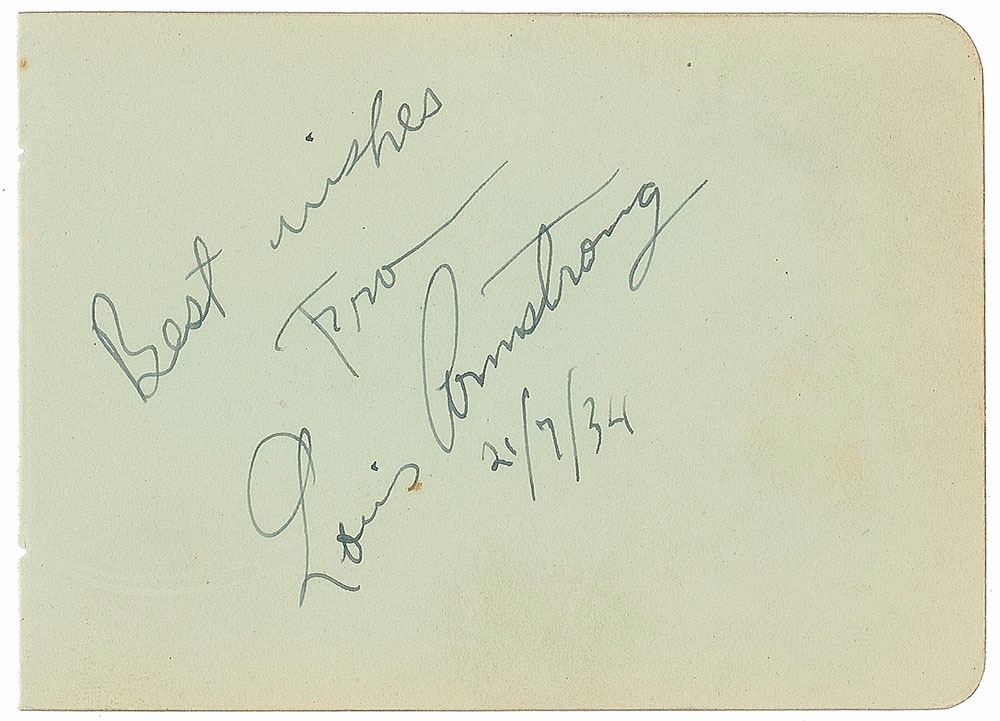 Best wishes
From
Louis Armstrong
21/7/34